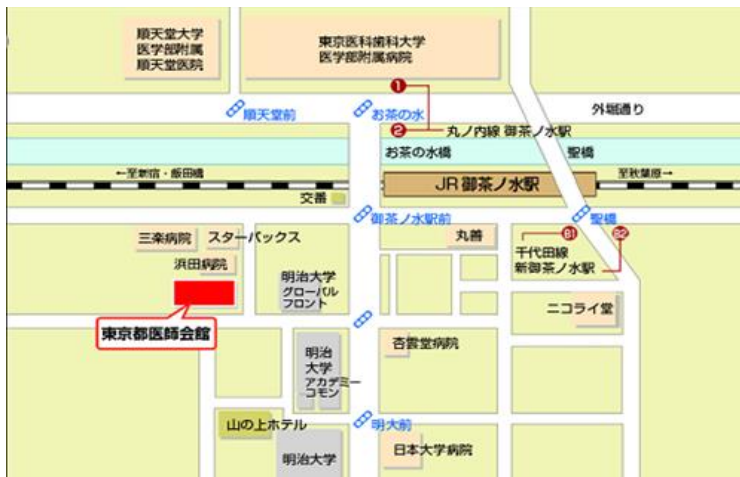 順天堂大学
医学部附属
順天堂医院
東京医科歯科大学
医学部附属病院
1
順天堂前
お茶の水
外堀通り
2
丸ノ内線 御茶ノ水駅
お茶の水橋
聖橋
←至新宿・飯田橋
JR 御茶ノ水駅
至秋葉原→
交番
御茶ノ水駅前
聖橋
三楽病院
スターバックス
丸善
B1
B2
千代田線
新御茶ノ水駅
浜田病院
明治大学
グローバル
フロント
ニコライ堂
東京都医師会館
杏雲堂病院
明治
大学
アカデミー
コモン
山の上ホテル
明大前
明治大学
日本大学病院